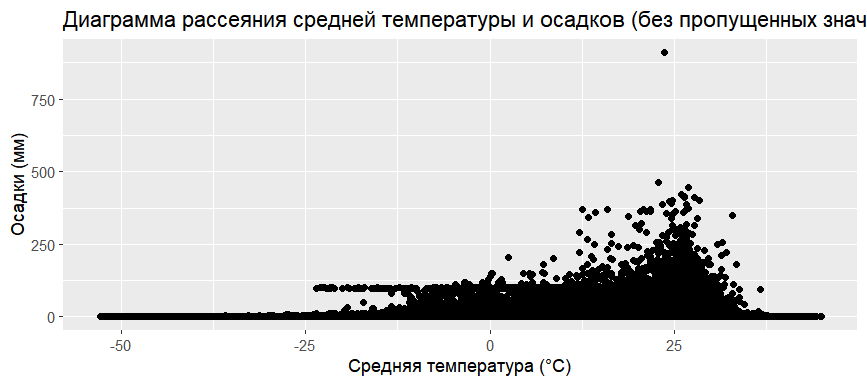 Диаграмма рассеяния средней температуры и осадков (без пропущенных знач
Осадки (мм)
750
500
250
0
-50 -25 0 25
Средняя температура (°C)